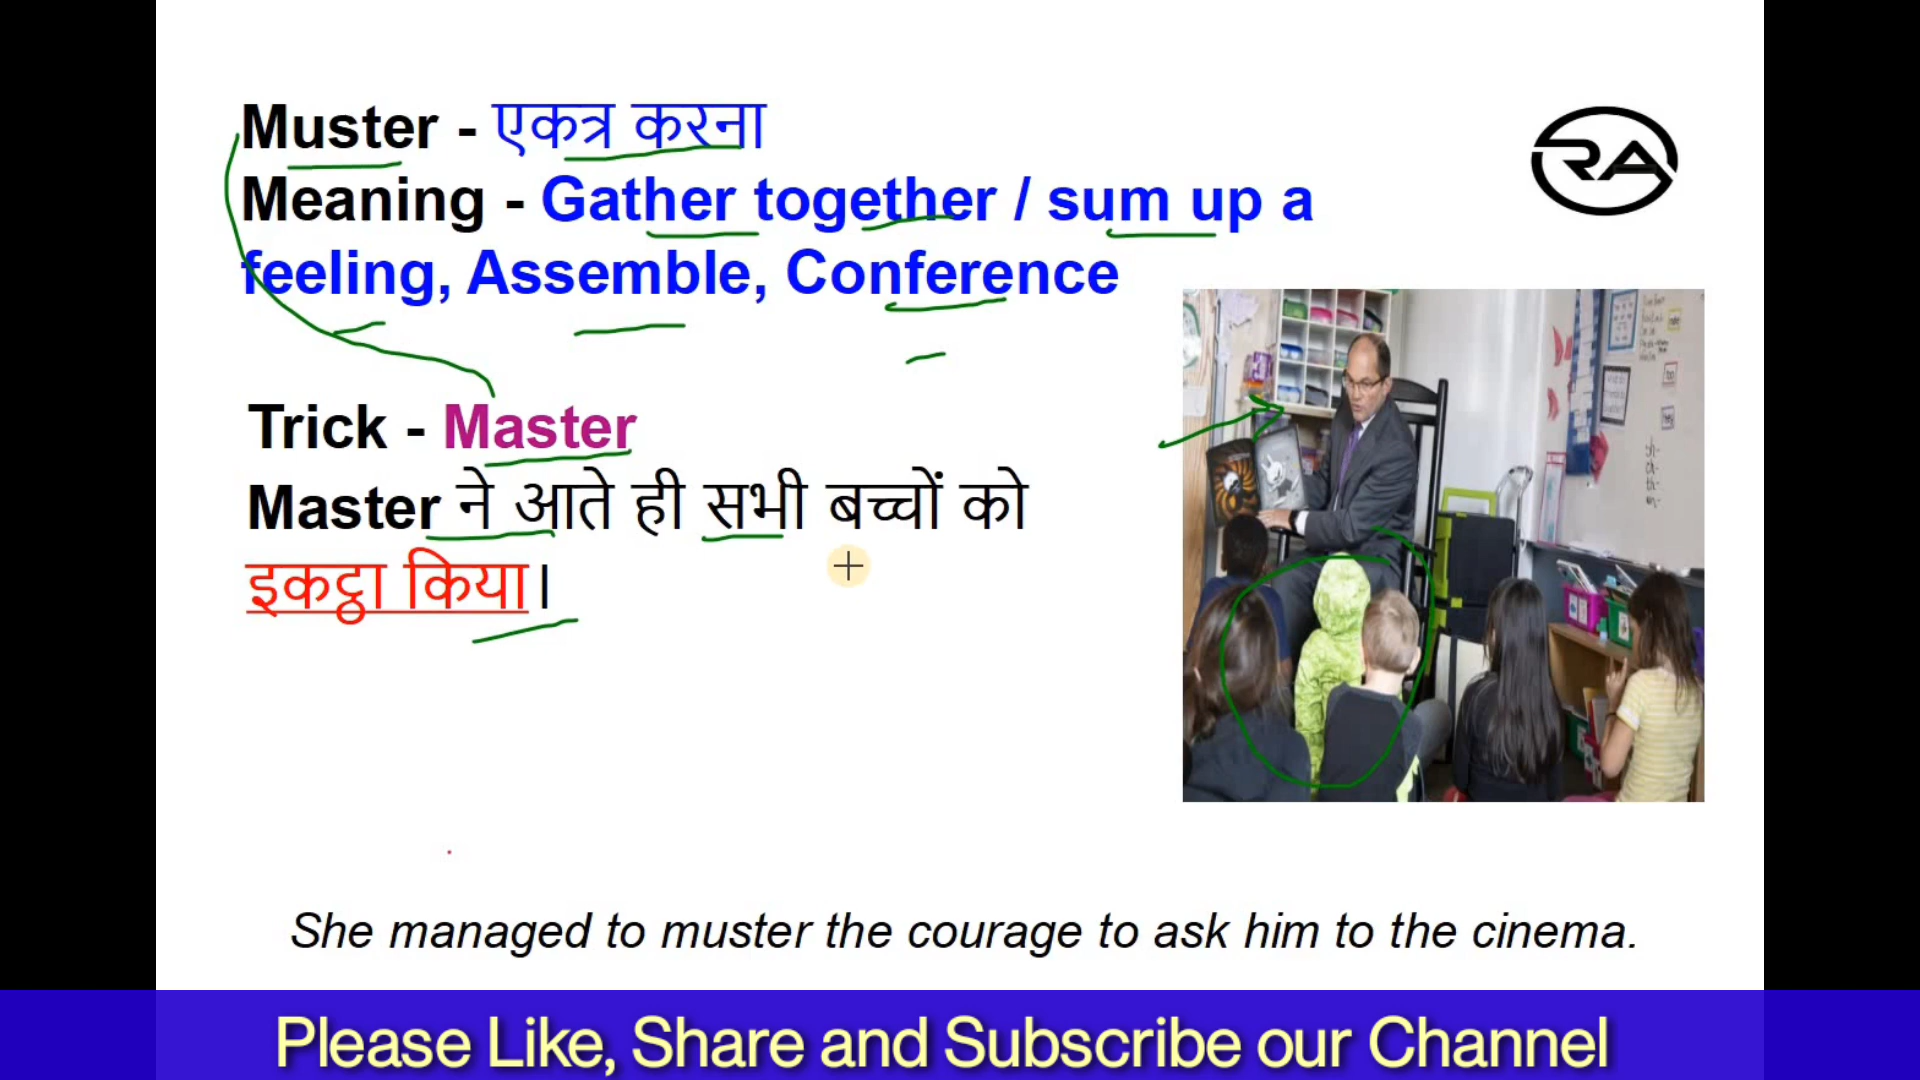 Muster - एकत्र करना
Meaning - Gather together / sum up a
feeling, Assemble, Conference
RA
Trick - Master
Master ने आते ही सभी बच्चों को
इकट्ठा किया।
She managed to muster the courage to ask him to the cinema.
Please Like, Share and Subscribe our Channel